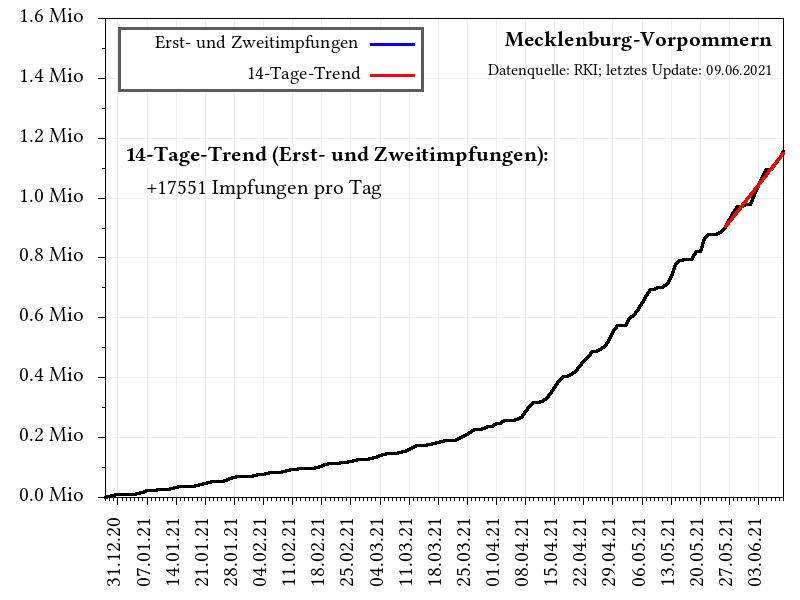 1.6 Mio
1.4 Mio
1.2 Mio
1.0 Mio
0.8 Mio
0.6 Mio
0.4 Mio
0.2 Mio
0.0 Mio
Erst- und Zweitimpfungen
14-Tage-Trend
Mecklenburg-Vorpommern
Datenquelle: RKI; letztes Update: 09.06.2021
14-Tage-Trend (Erst- und Zweitimpfungen):
+17551 Impfungen pro Tag
31.12.20
07.01.21
14.01.21
21.01.21
28.01.21
04.02.21
11.02.21
18.02.21
25.02.21
04.03.21
11.03.21
18.03.21
25.03.21
01.04.21
08.04.21
15.04.21
22.04.21
29.04.21
06.05.21
13.05.21
20.05.21
27.05.21
03.06.21